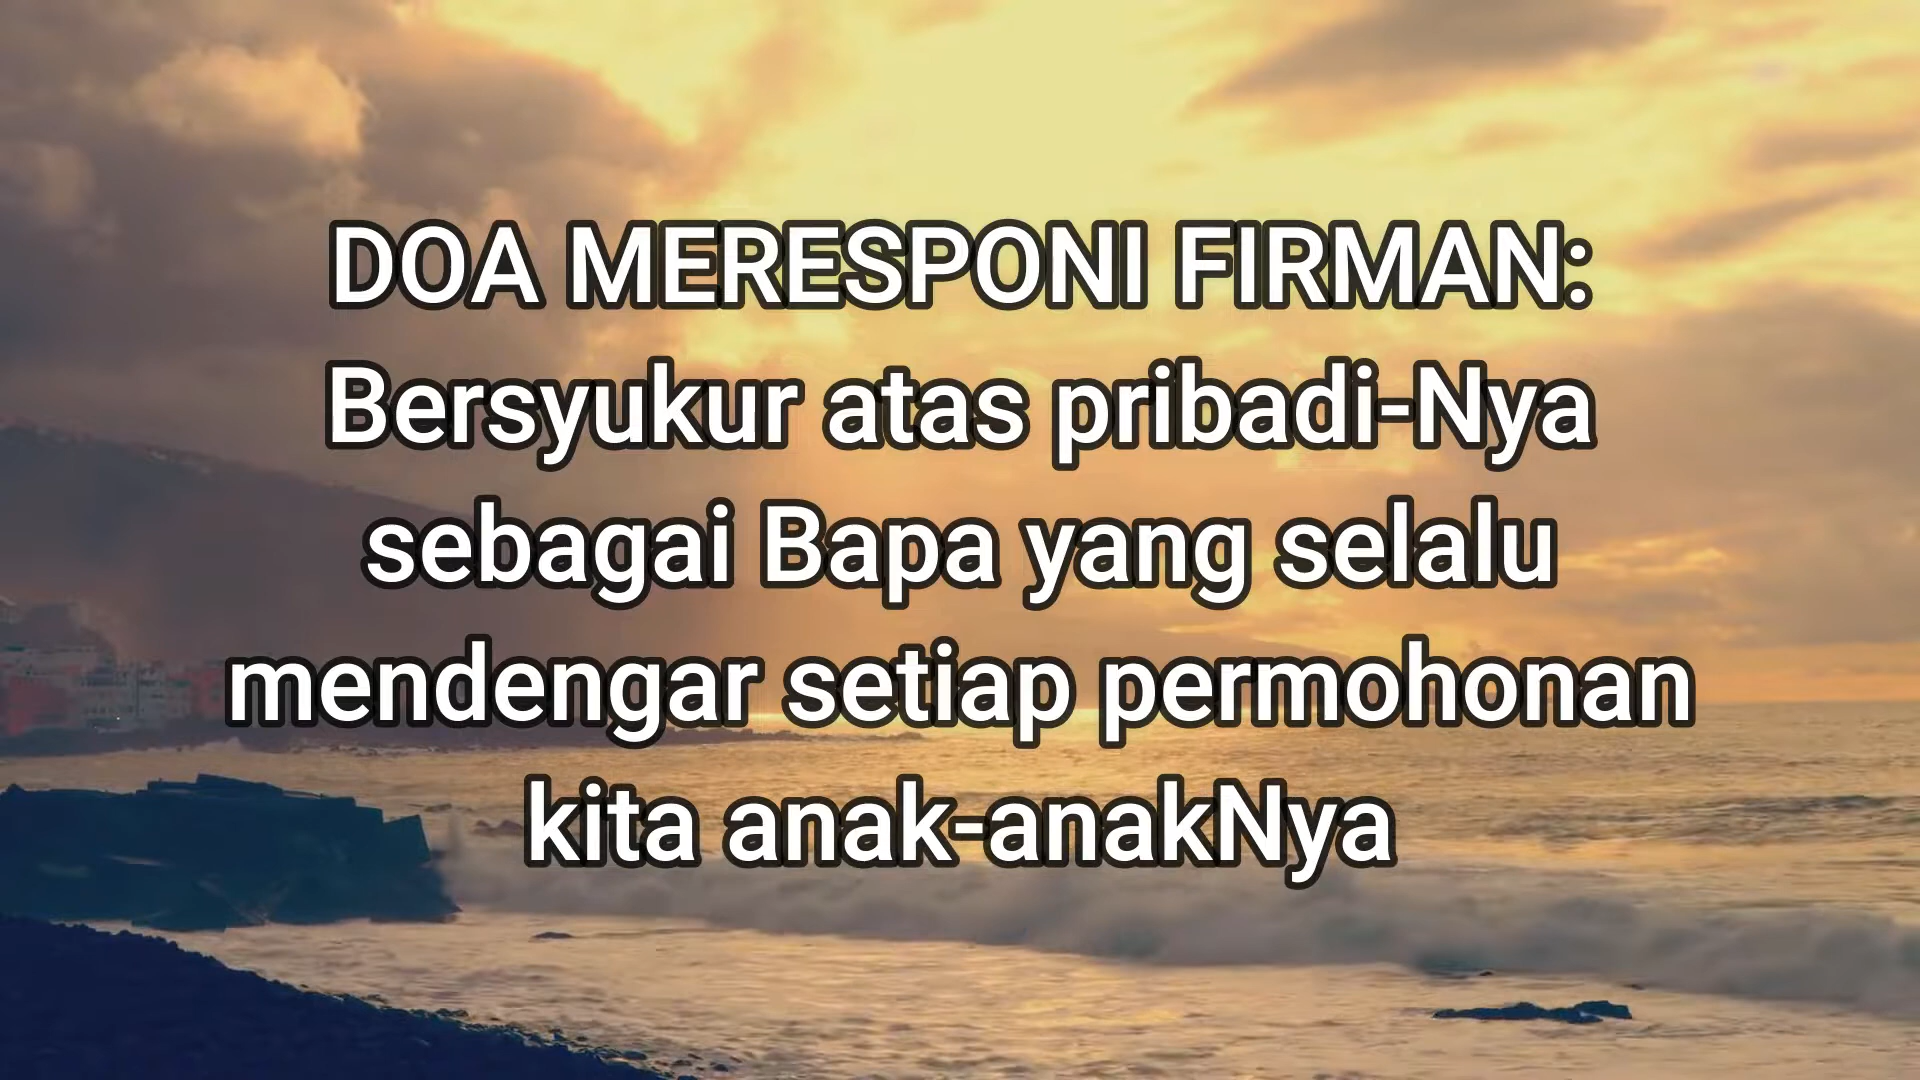 DOA MERESPONI FIRMAN:
Bersyukur atas pribadi-Nya
sebagai Bapa yang selalu
mendengar setiap permohonan
kita anak-anakNya